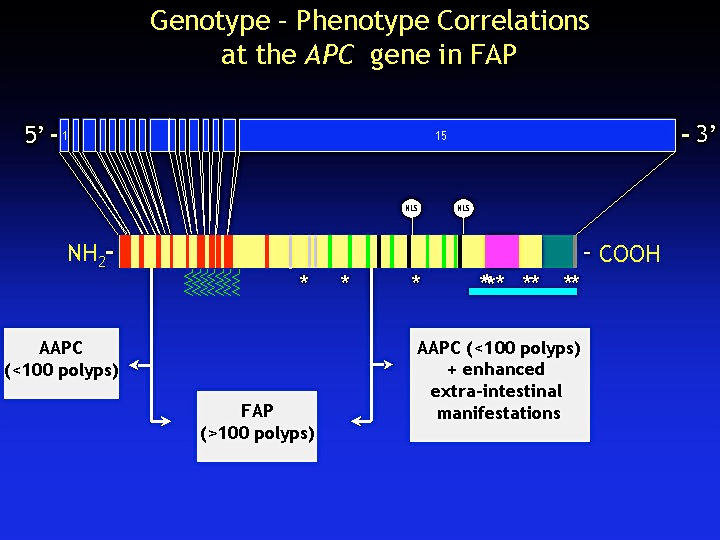 Genotype – Phenotype Correlations
at the APC gene in FAP
5’ –
1
15
– 3’
NLS
NLS
NH2–
– COOH
*
*
*
***
**
**
AAPC
(<100 polyps)
FAP
(>100 polyps)
AAPC (<100 polyps)
+ enhanced
extra-intestinal
manifestations